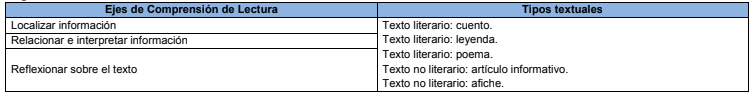 Ejes de Comprensión de Lectura
Tipos textuales
Localizar información
Relacionar e interpretar información
Reflexionar sobre el texto
Texto literario: cuento.
Texto literario: leyenda.
Texto literario: poema.
Texto no literario: artículo informativo.
Texto no literario: afiche.